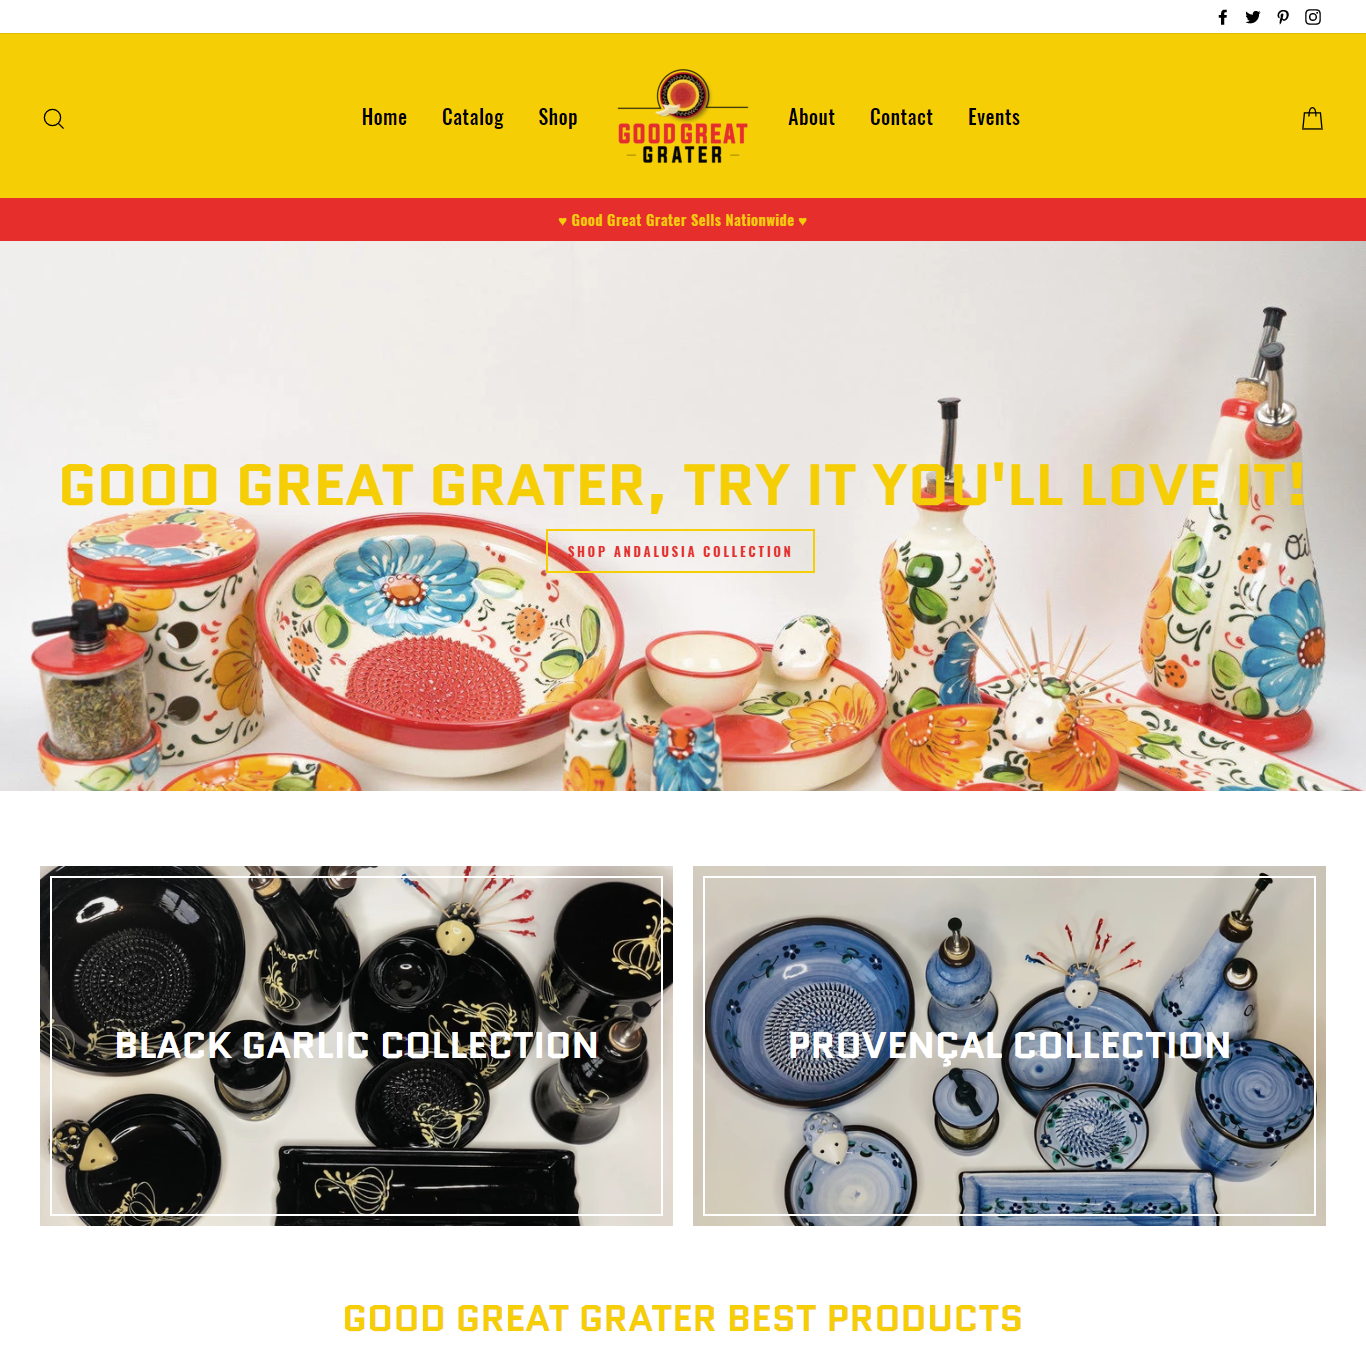 Home
Catalog
Shop
GOOD GREAT
GRATER
About
Contact
Events
♥ Good Great Grater Sells Nationwide ♥
GOOD GREAT GRATER, TRY IT YOU'LL LOVE IT!
SHOP ANDALUSIA COLLECTION
Oil
BLACK GARLIC COLLECTION
PROVENÇAL COLLECTION
GOOD GREAT GRATER BEST PRODUCTS